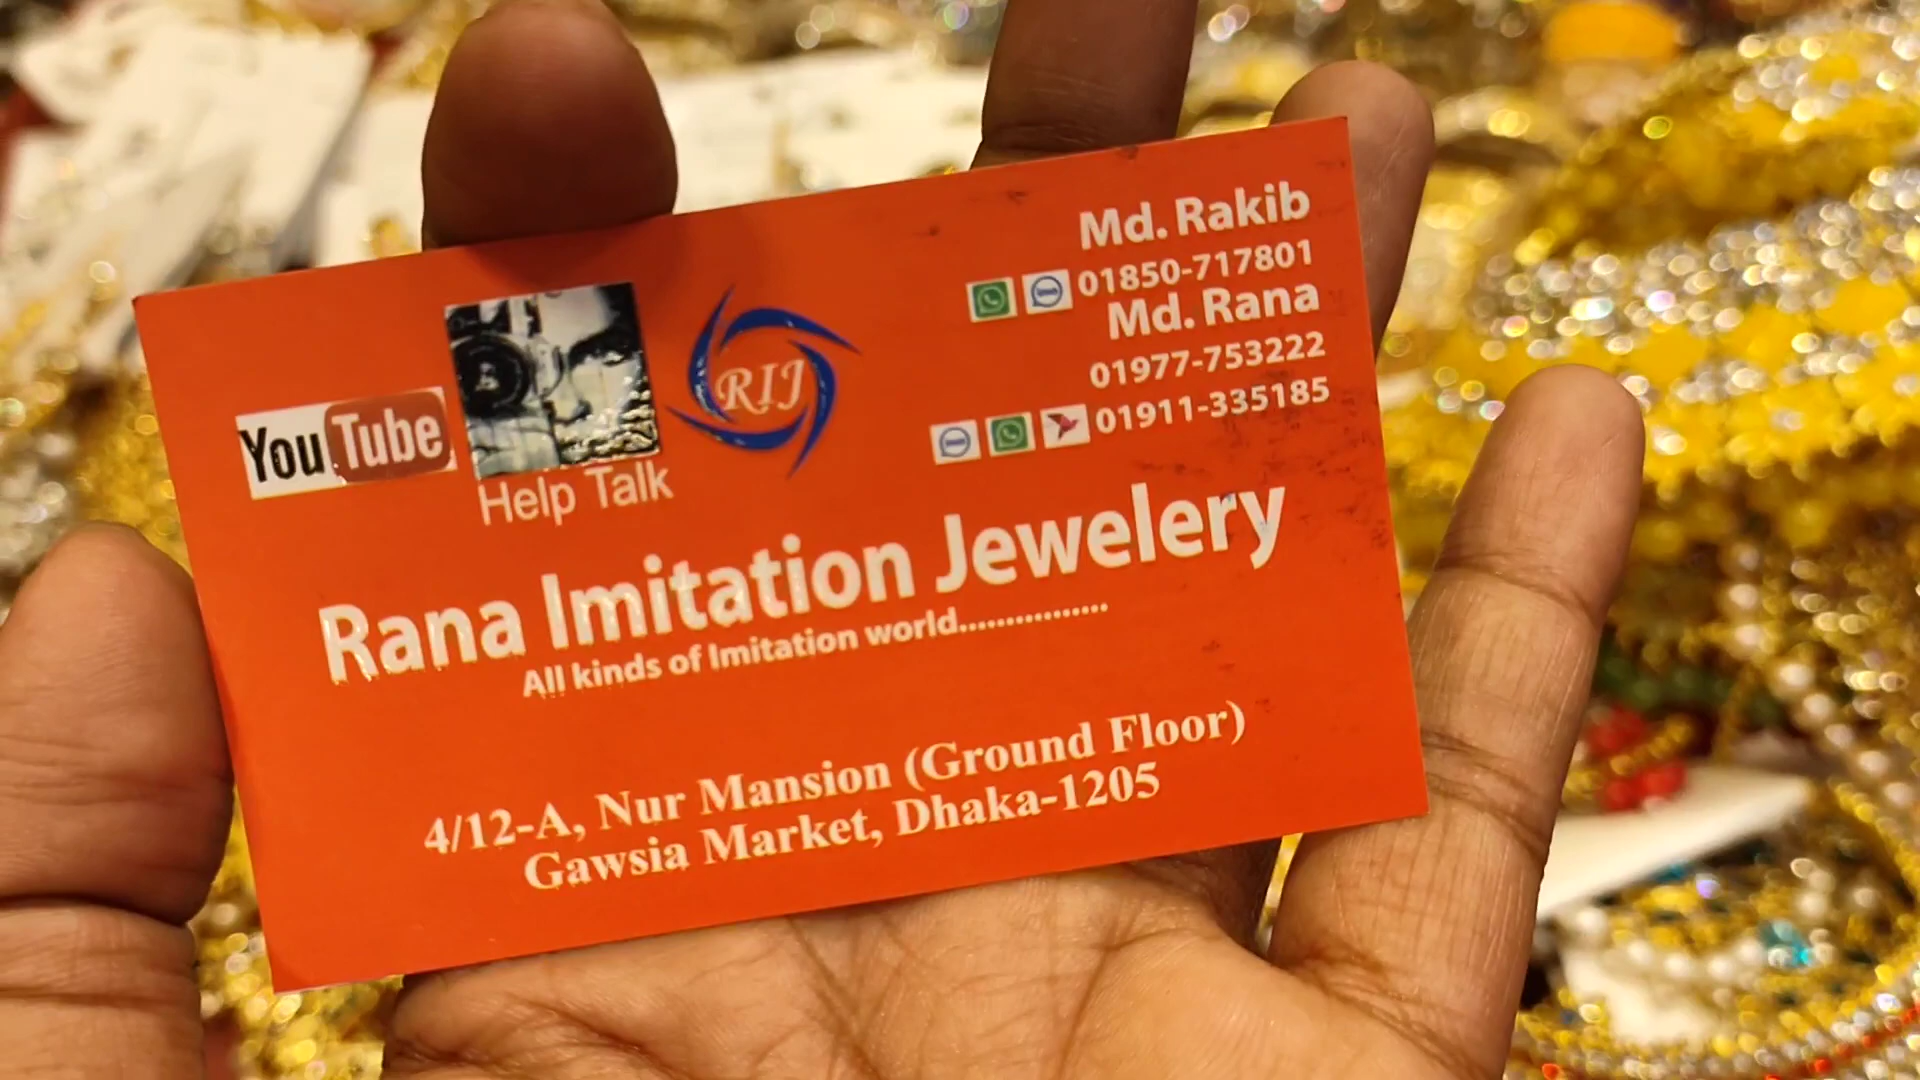 Md. Rakib
01850-717801
Md. Rana
01977-753222
01911-335185
YouTube
Help Talk
RIJ
Rana Imitation Jewelery
All kinds of Imitation world...............
4/12-A, Nur Mansion (Ground Floor)
Gawsia Market, Dhaka-1205